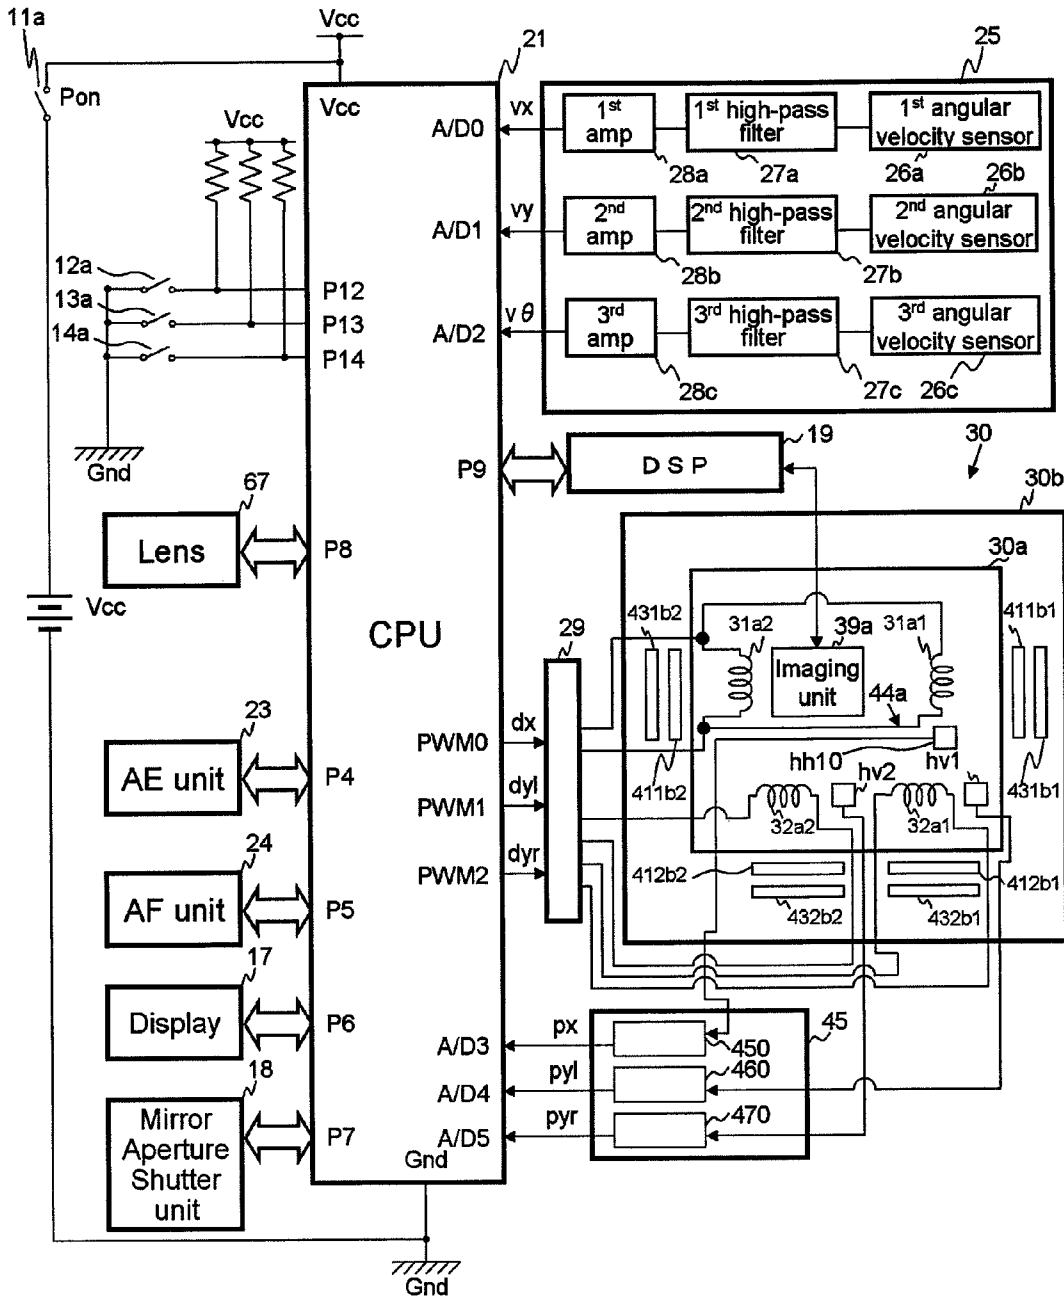 11a
Vcc
21
25
Pon
Vcc
Vcc
A/D0
vx
1st amp
1st high-pass filter
1st angular velocity sensor
28a
27a
26a
26b
A/D1
vy
2nd amp
2nd high-pass filter
2nd angular velocity sensor
28b
27b
12a
13a
14a
P12
P13
P14
A/D2
vθ
3rd amp
3rd high-pass filter
3rd angular velocity sensor
28c
27c
26c
Gnd
19
30
P9
DSP
30b
67
Lens
P8
30a
Vcc
CPU
29
431b2
31a2
39a
31a1
411b1
Imaging unit
44a
23
AE unit
P4
PWM0
dx
411b2
hh10
hv1
hv2
431b1
PWM1
dyl
32a2
32a1
24
AF unit
P5
PWM2
dyr
412b2
412b1
432b2
432b1
17
Display
P6
45
A/D3
px
450
18
Mirror
Aperture
Shutter
unit
P7
A/D4
pyl
460
A/D5
pyr
470
Gnd
Gnd